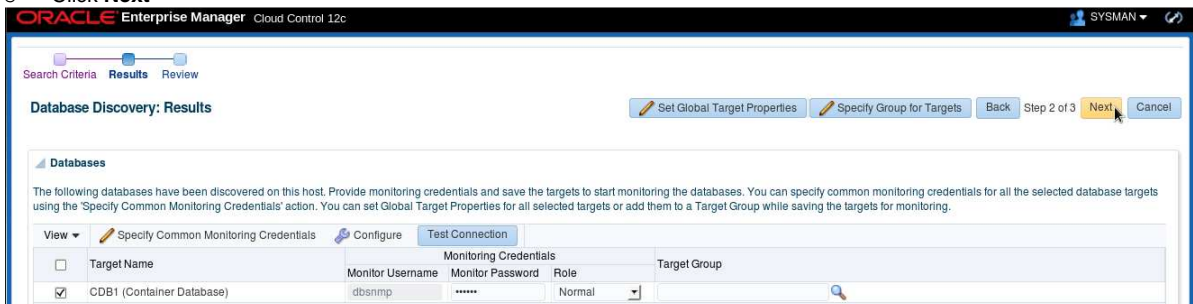 Click Next
ORACLE Enterprise Manager Cloud Control 12c SYSMAN
Search Criteria Results Review
Database Discovery: Results Set Global Target Properties Specify Group for Targets Back Step 2 of 3 Next Cancel
Databases
The following databases have been discovered on this host. Provide monitoring credentials and save the targets to start monitoring the databases. You can specify common monitoring credentials for all the selected database targets
using the 'Specify Common Monitoring Credentials' action. You can set Global Target Properties for all selected targets or add them to a Target Group while saving the targets for monitoring.
View Specify Common Monitoring Credentials Configure Test Connection
Target Name Monitoring Credentials Target Group
Monitor Username Monitor Password Role
CDB1 (Container Database) dbsnmp •••••• Normal